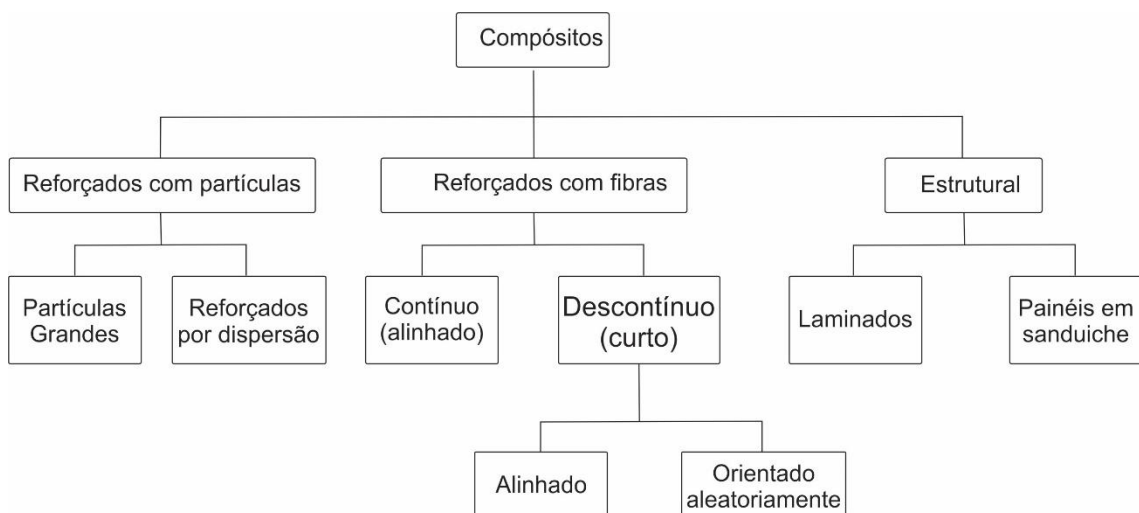 Compósitos
Reforçados com partículas
Reforçados com fibras
Estrutural
Partículas
Grandes
Reforçados
por dispersão
Contínuo
(alinhado)
Descontínuo
(curto)
Laminados
Painéis em
sanduiche
Alinhado
Orientado
aleatoriamente